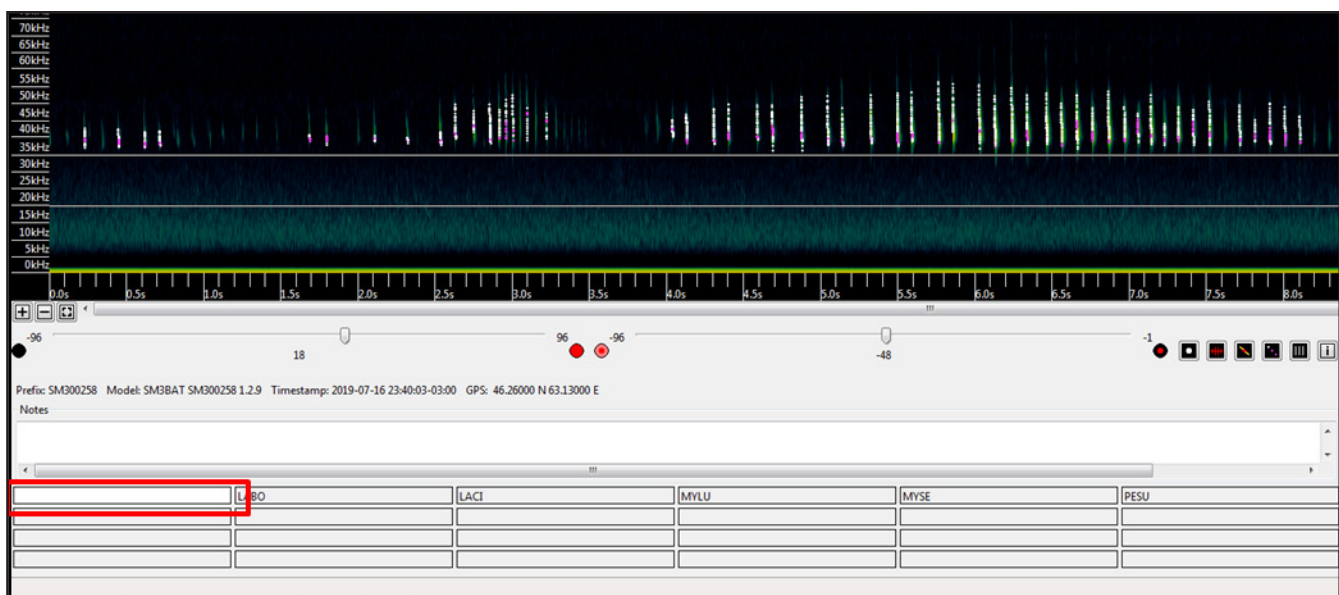 70kHz
65kHz
60kHz
55kHz
50kHz
45kHz
40kHz
35kHz
30kHz
25kHz
20kHz
15kHz
10kHz
5kHz
0kHz
0.0s 0.5s 1.0s 1.5s 2.0s 2.5s 3.0s 3.5s 4.0s 4.5s 5.0s 5.5s 6.0s 6.5s 7.0s 7.5s 8.0s
-96 96 -96 -1
18 -48
Prefix: SM300258 Model: SM3BAT SM300258 1.2.9 Timestamp: 2019-07-16 23:40:03-03:00 GPS: 46.26000 N 63.13000 E
Notes
LABO LACI MYLU MYSE PESU